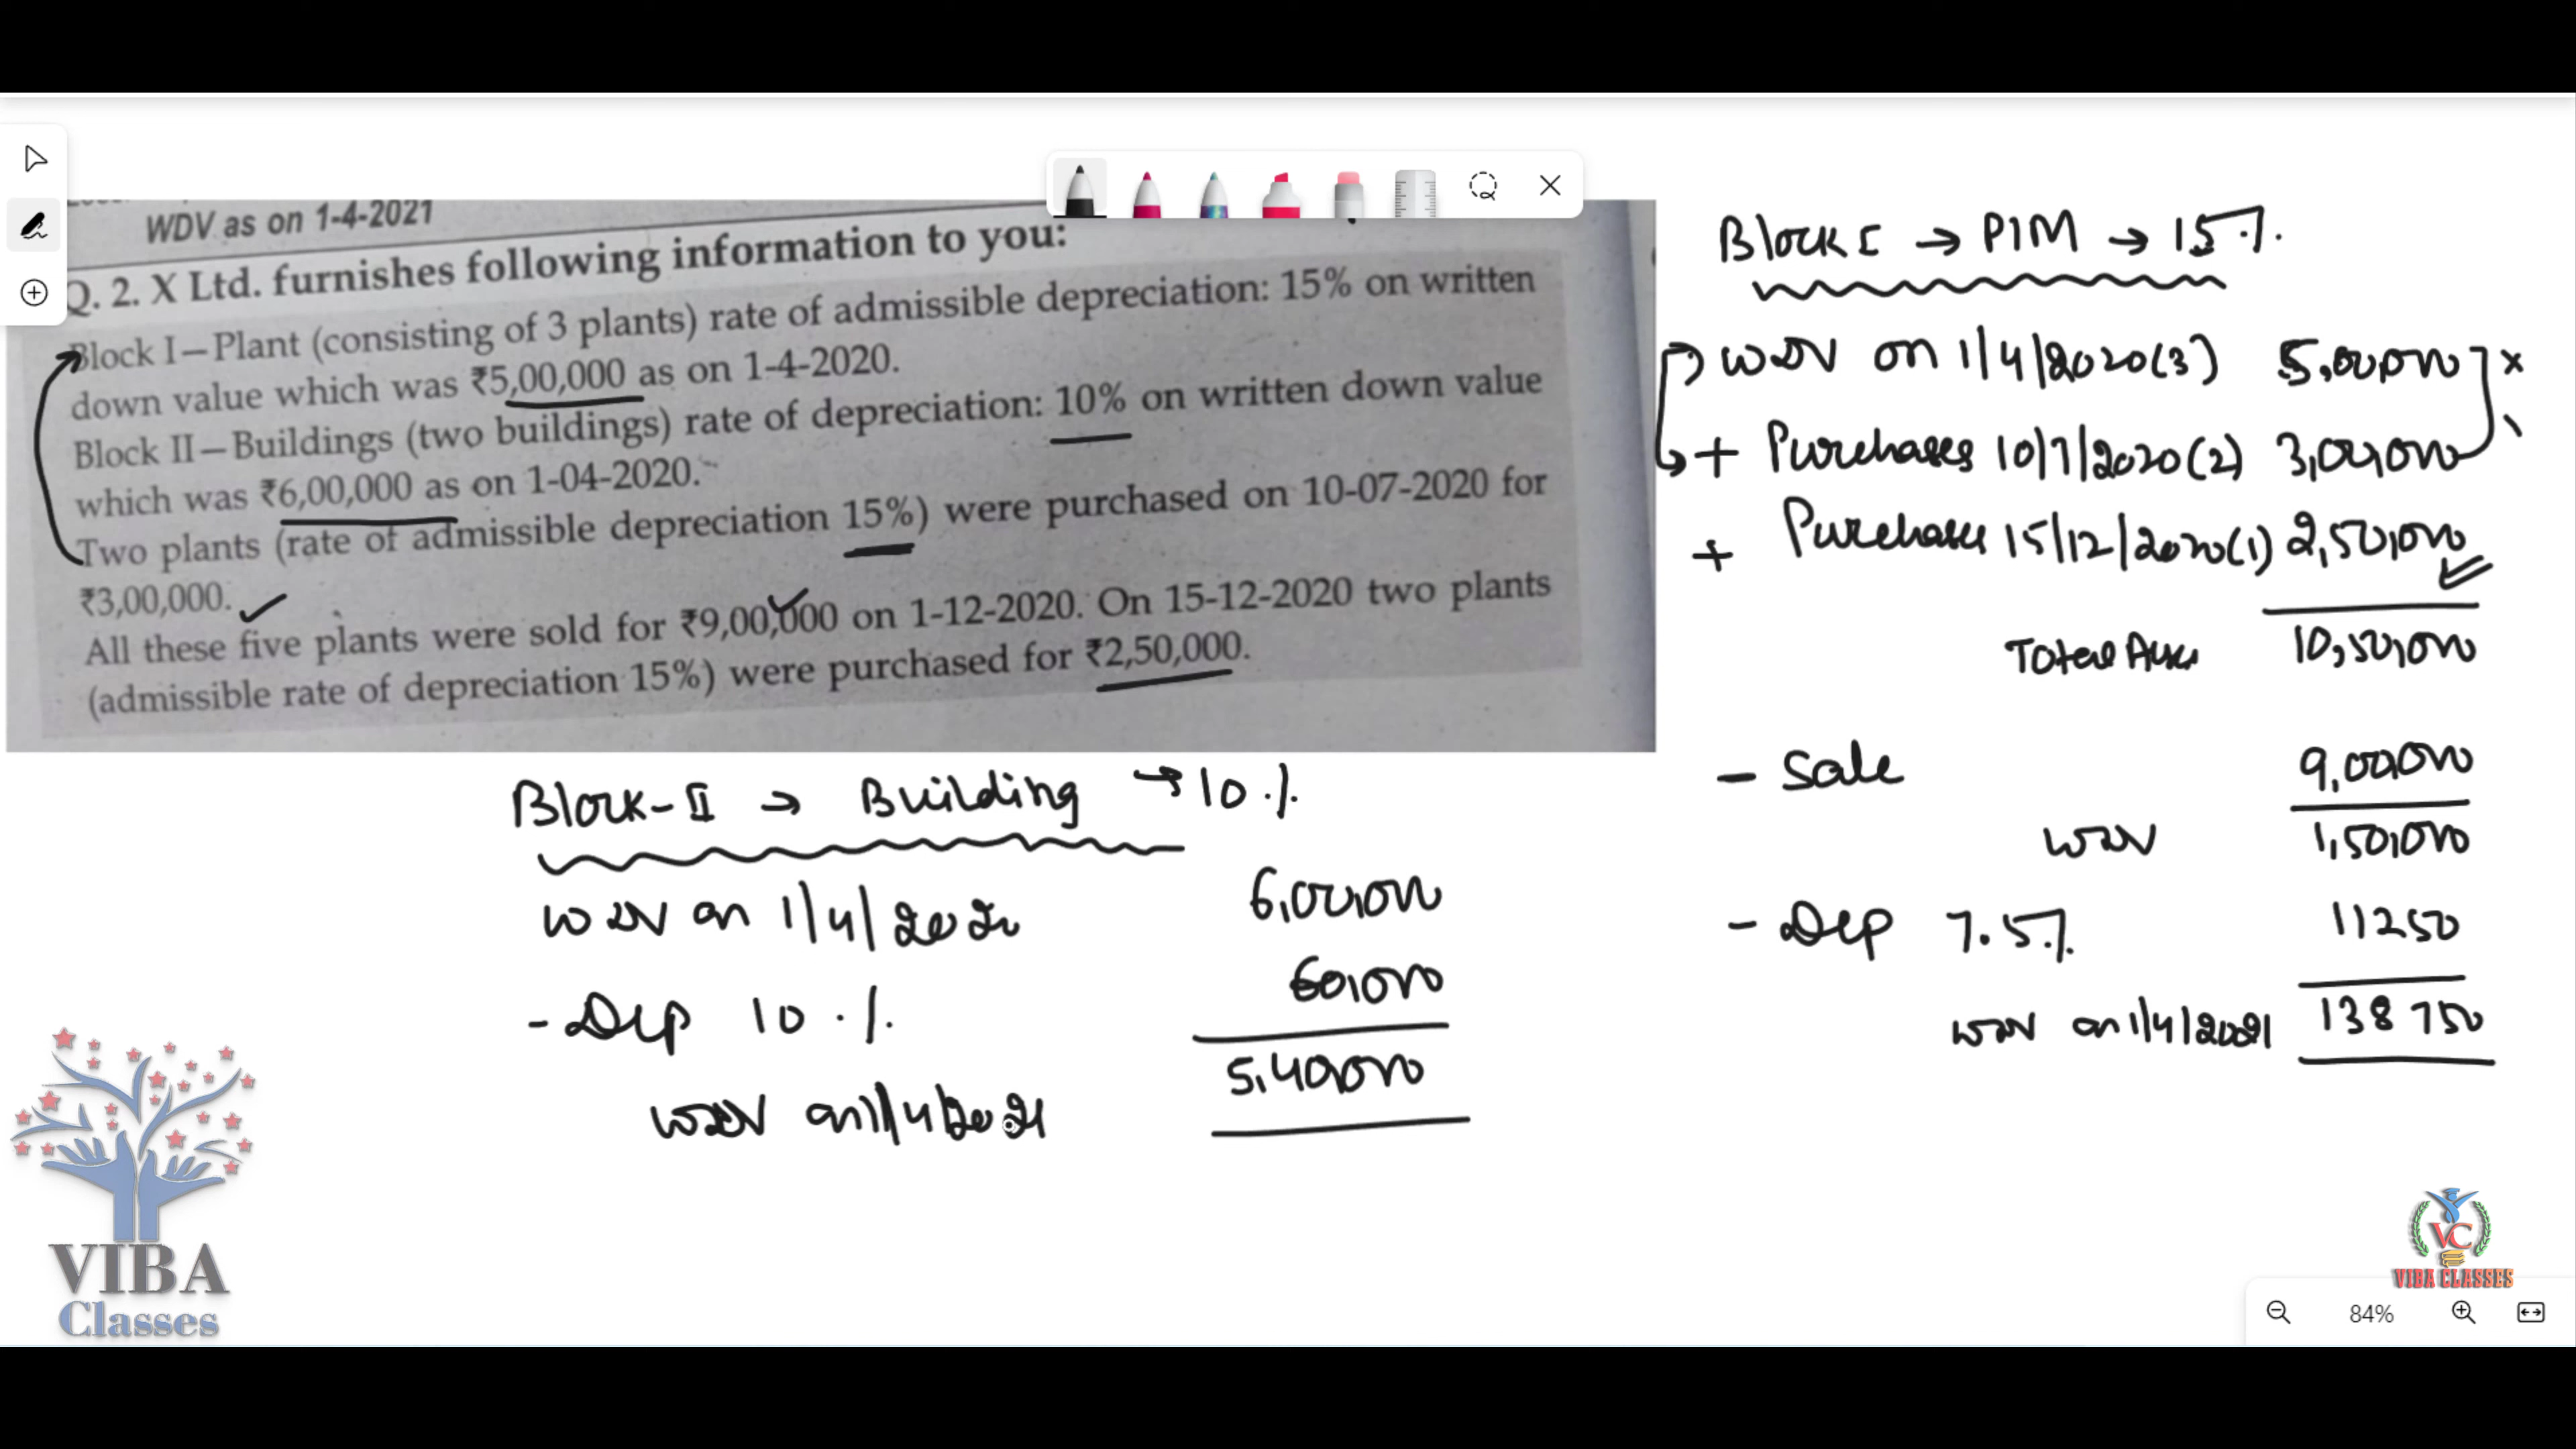 WDV as on 1-4-2021
Q. 2. X Ltd. furnishes following information to you:
Block I—Plant (consisting of 3 plants) rate of admissible depreciation: 15% on written
down value which was ₹5,00,000 as on 1-4-2020.
Block II—Buildings (two buildings) rate of depreciation: 10% on written down value
which was ₹6,00,000 as on 1-04-2020.
Two plants (rate of admissible depreciation 15%) were purchased on 10-07-2020 for
₹3,00,000.
All these five plants were sold for ₹9,00,000 on 1-12-2020. On 15-12-2020 two plants
(admissible rate of depreciation 15%) were purchased for ₹2,50,000.
Block I → P1M → 15%
WDV on 1/4/2020(3) 5,00,000
+ Purchases 10/7/2020(2) 3,00,000
+ Purchases 15/12/2020(1) 2,50,000
Total 10,50,000
- Sale 9,00,000
WDV 1,50,000
- Dep 7.5% 11250
WDV on 1/4/2021 138750
Block-II → Building → 10%
WDV on 1/4/2020 6,00,000
- Dep 10% 60,000
WDV on 1/4/2021 5,40,000
VIBA
Classes
VC
VIBA CLASSES
84%